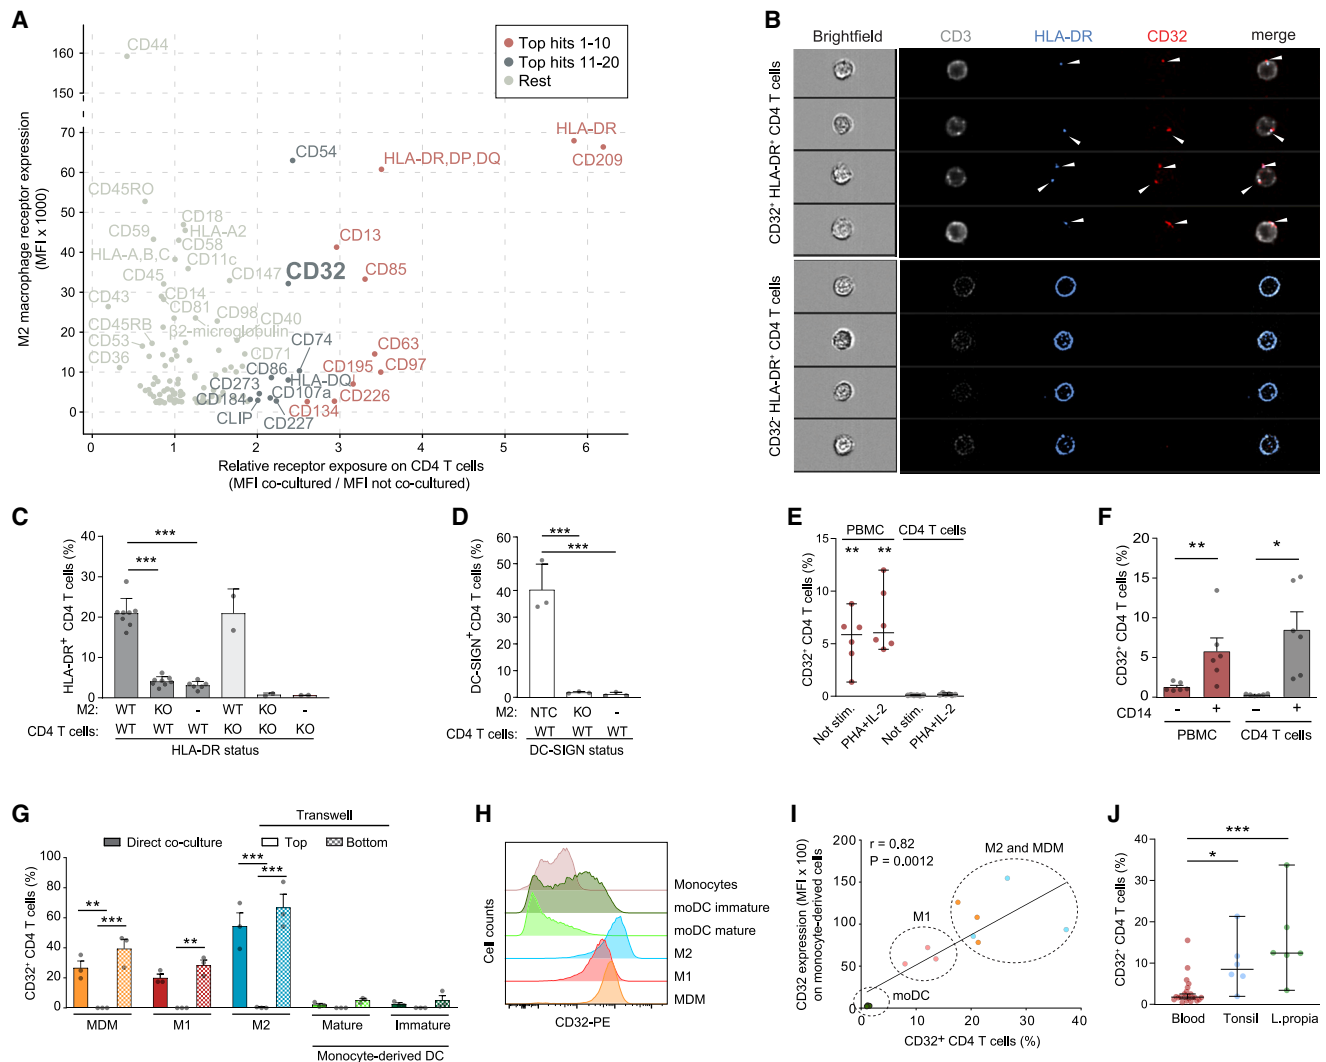 A
M2 macrophage receptor expression
(MFI x 1000)
160
150
70
60
50
40
30
20
10
0
0
1
2
3
4
5
6
Relative receptor exposure on CD4 T cells
(MFI co-cultured / MFI not co-cultured)
Top hits 1-10
Top hits 11-20
Rest
CD44
HLA-DR
CD209
CD54
HLA-DR,DP,DQ
CD45RO
CD18
HLA-A2
CD59
CD58
CD13
HLA-A,B,C
CD11c
CD32
CD85
CD45
CD147
CD43
CD14
CD81
CD98
CD40
CD45RB
β2-microglobulin
CD53
CD74
CD63
CD36
CD71
CD86
CD195
CD97
CD273
HLA-DQ
CD184
CD107a
CD226
CLIP
CD134
CD227
B
Brightfield
CD3
HLA-DR
CD32
merge
CD32+ HLA-DR+ CD4 T cells
CD32- HLA-DR+ CD4 T cells
C
HLA-DR+ CD4 T cells (%)
40
30
20
10
0
***
***
M2: WT KO - WT KO -
CD4 T cells: WT WT WT KO KO KO
HLA-DR status
D
DC-SIGN+CD4 T cells (%)
60
50
40
30
20
10
0
***
***
M2: NTC KO -
CD4 T cells: WT WT WT
DC-SIGN status
E
PBMC CD4 T cells
** **
CD32+ CD4 T cells (%)
15
10
5
0
Not stim.
PHA+IL-2
Not stim.
PHA+IL-2
F
CD32+ CD4 T cells (%)
20
15
10
5
0
** *
CD14 - + - +
PBMC CD4 T cells
G
Transwell
Direct co-culture Top Bottom
CD32+ CD4 T cells (%)
100
80
60
40
20
0
**
***
**
***
***
MDM M1 M2 Mature Immature
Monocyte-derived DC
H
Cell counts
Monocytes
moDC immature
moDC mature
M2
M1
MDM
CD32-PE
I
CD32 expression (MFI x 100)
on monocyte-derived cells
200
150
100
50
0
r = 0.82
P = 0.0012
M2 and MDM
M1
moDC
0 10 20 30 40
CD32+ CD4 T cells (%)
J
CD32+ CD4 T cells (%)
40
30
20
10
0
***
*
Blood Tonsil L.propia